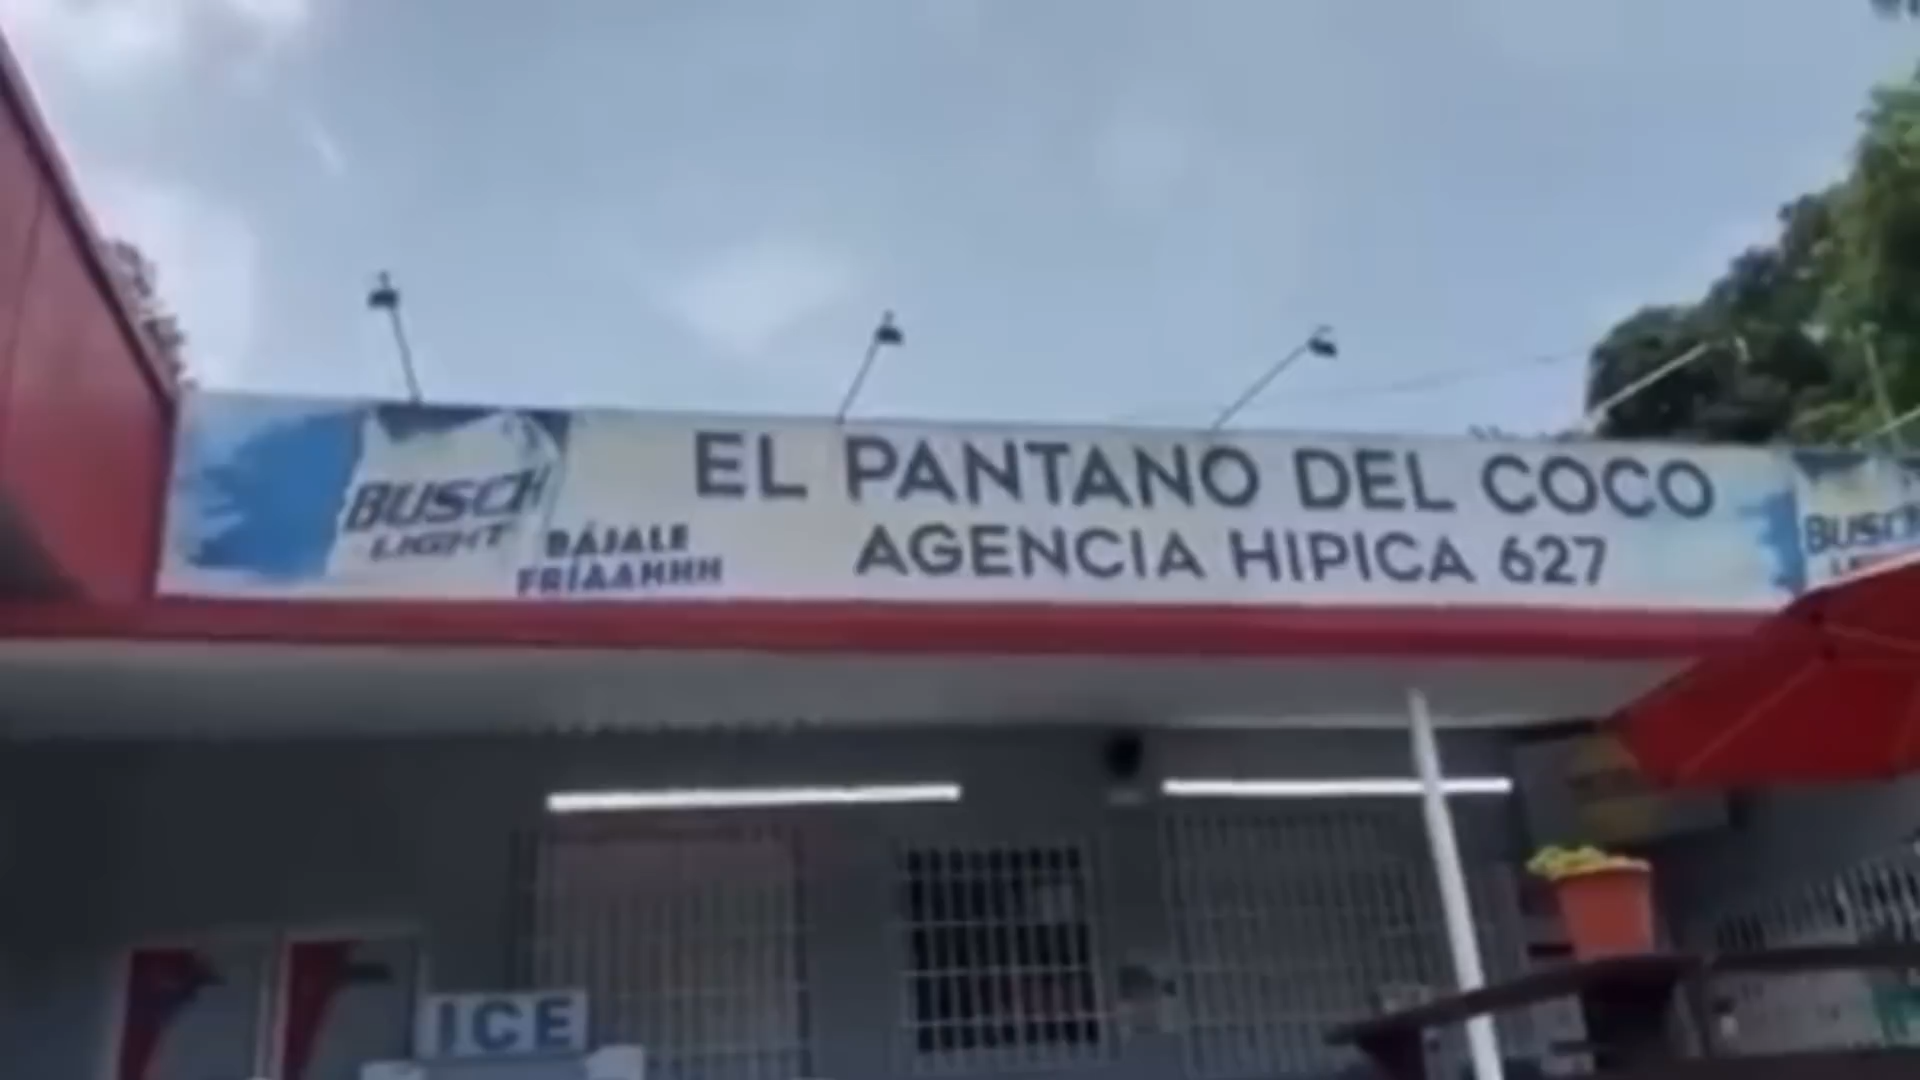 BUSCH
LIGHT
BÁJALE
FRÍAAHHH
EL PANTANO DEL COCO
AGENCIA HIPICA 627
BUSCH
ICE